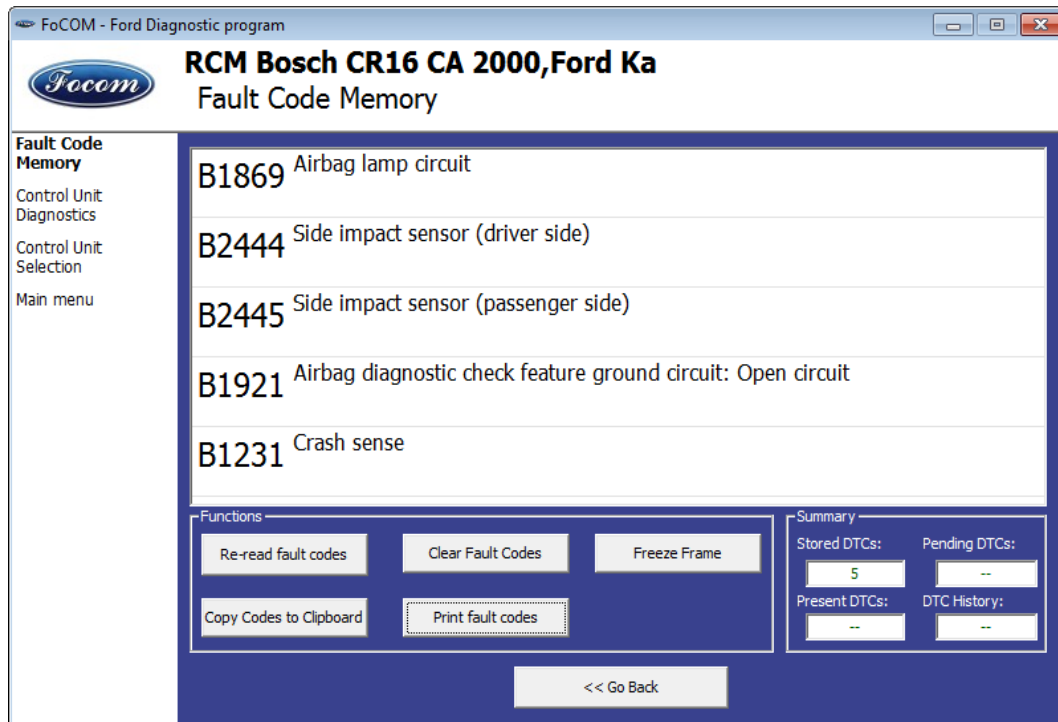 FoCOM - Ford Diagnostic program
Focom
RCM Bosch CR16 CA 2000,Ford Ka
Fault Code Memory
Fault Code
Memory
Control Unit
Diagnostics
Control Unit
Selection
Main menu
B1869 Airbag lamp circuit
B2444 Side impact sensor (driver side)
B2445 Side impact sensor (passenger side)
B1921 Airbag diagnostic check feature ground circuit: Open circuit
B1231 Crash sense
Functions
Re-read fault codes
Clear Fault Codes
Freeze Frame
Copy Codes to Clipboard
Print fault codes
Summary
Stored DTCs:
Pending DTCs:
5
--
Present DTCs:
DTC History:
--
--
<< Go Back